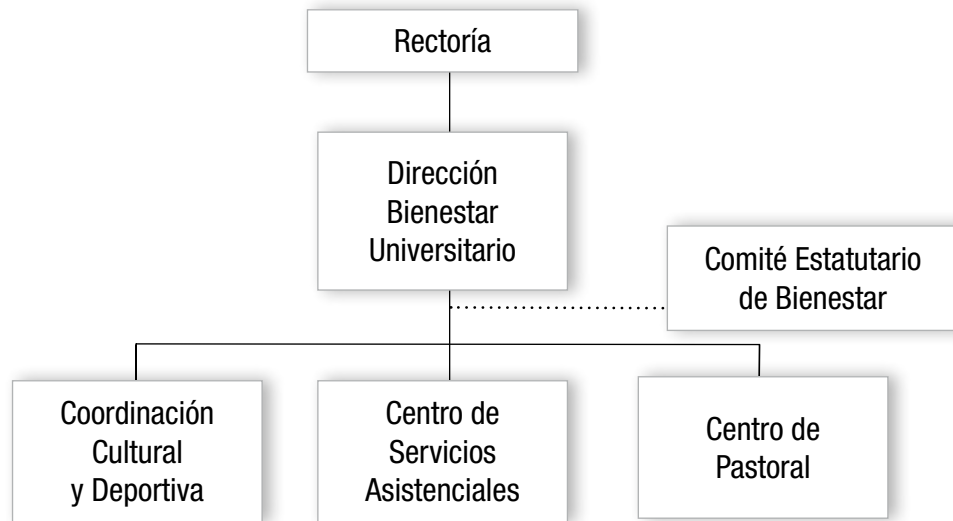 Rectoría
Dirección
Bienestar
Universitario
Comité Estatutario
de Bienestar
Coordinación
Cultural
y Deportiva
Centro de
Servicios
Asistenciales
Centro de
Pastoral